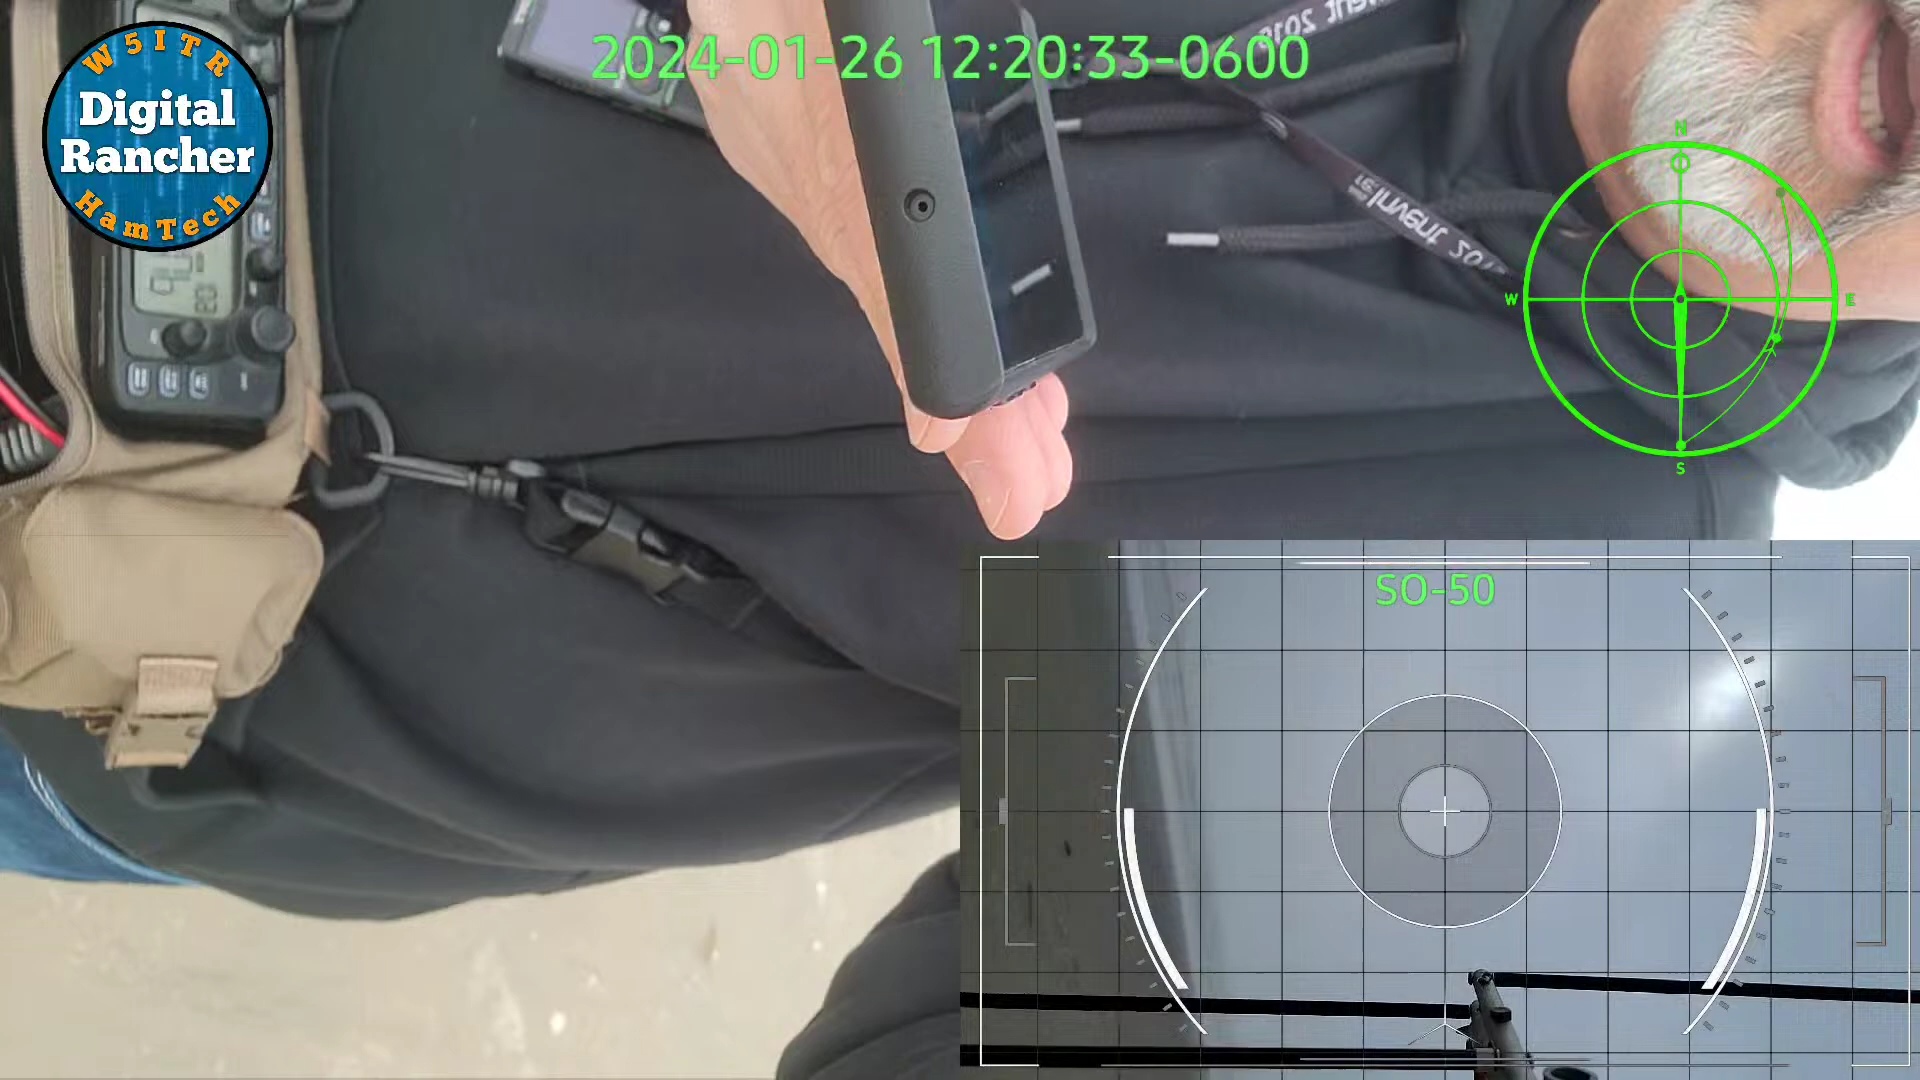 W5ITR
Digital
Rancher
HamTech
2024-01-26 12:20:33-0600
N
W
E
S
SO-50